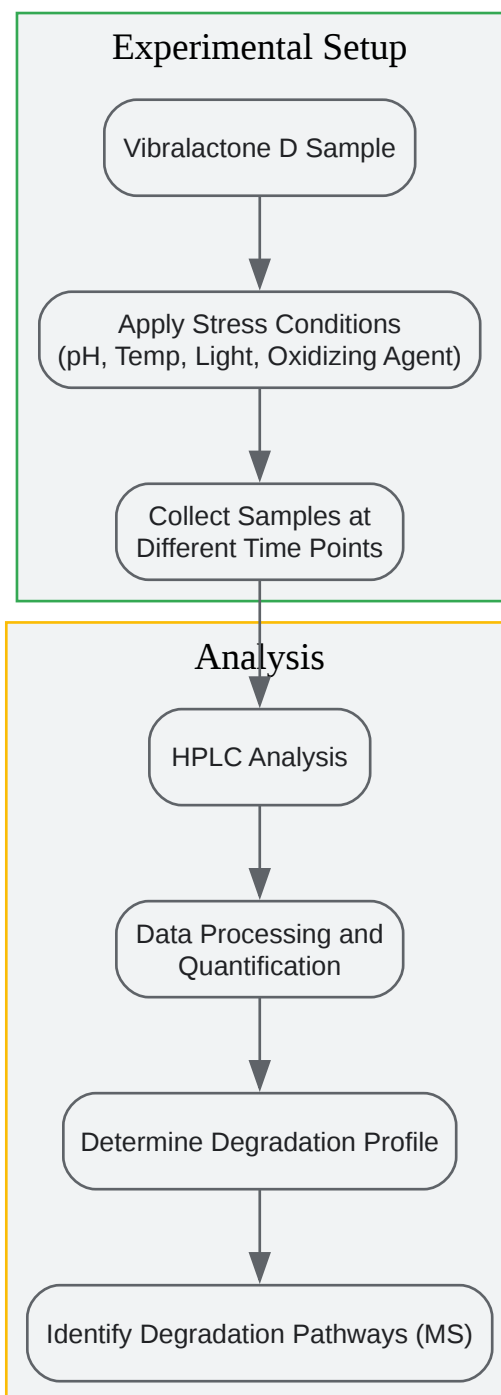 Experimental Setup
Vibralactone D Sample
Apply Stress Conditions
(pH, Temp, Light, Oxidizing Agent)
Collect Samples at
Different Time Points
Analysis
HPLC Analysis
Data Processing and
Quantification
Determine Degradation Profile
Identify Degradation Pathways (MS)